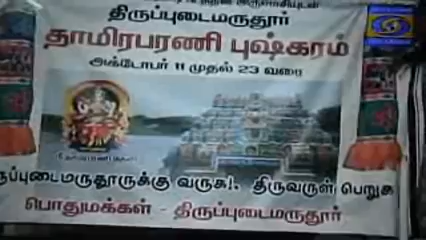 திருப்புடைமருதூர்
தாமிரபரணி புஷ்கரம்
அக்டோபர் 11 முதல் 23 வரை
ருப்புடைமருதூருக்கு வருக!. திருவருள் பெறுக
பொதுமக்கள் - திருப்புடைமருதூர்